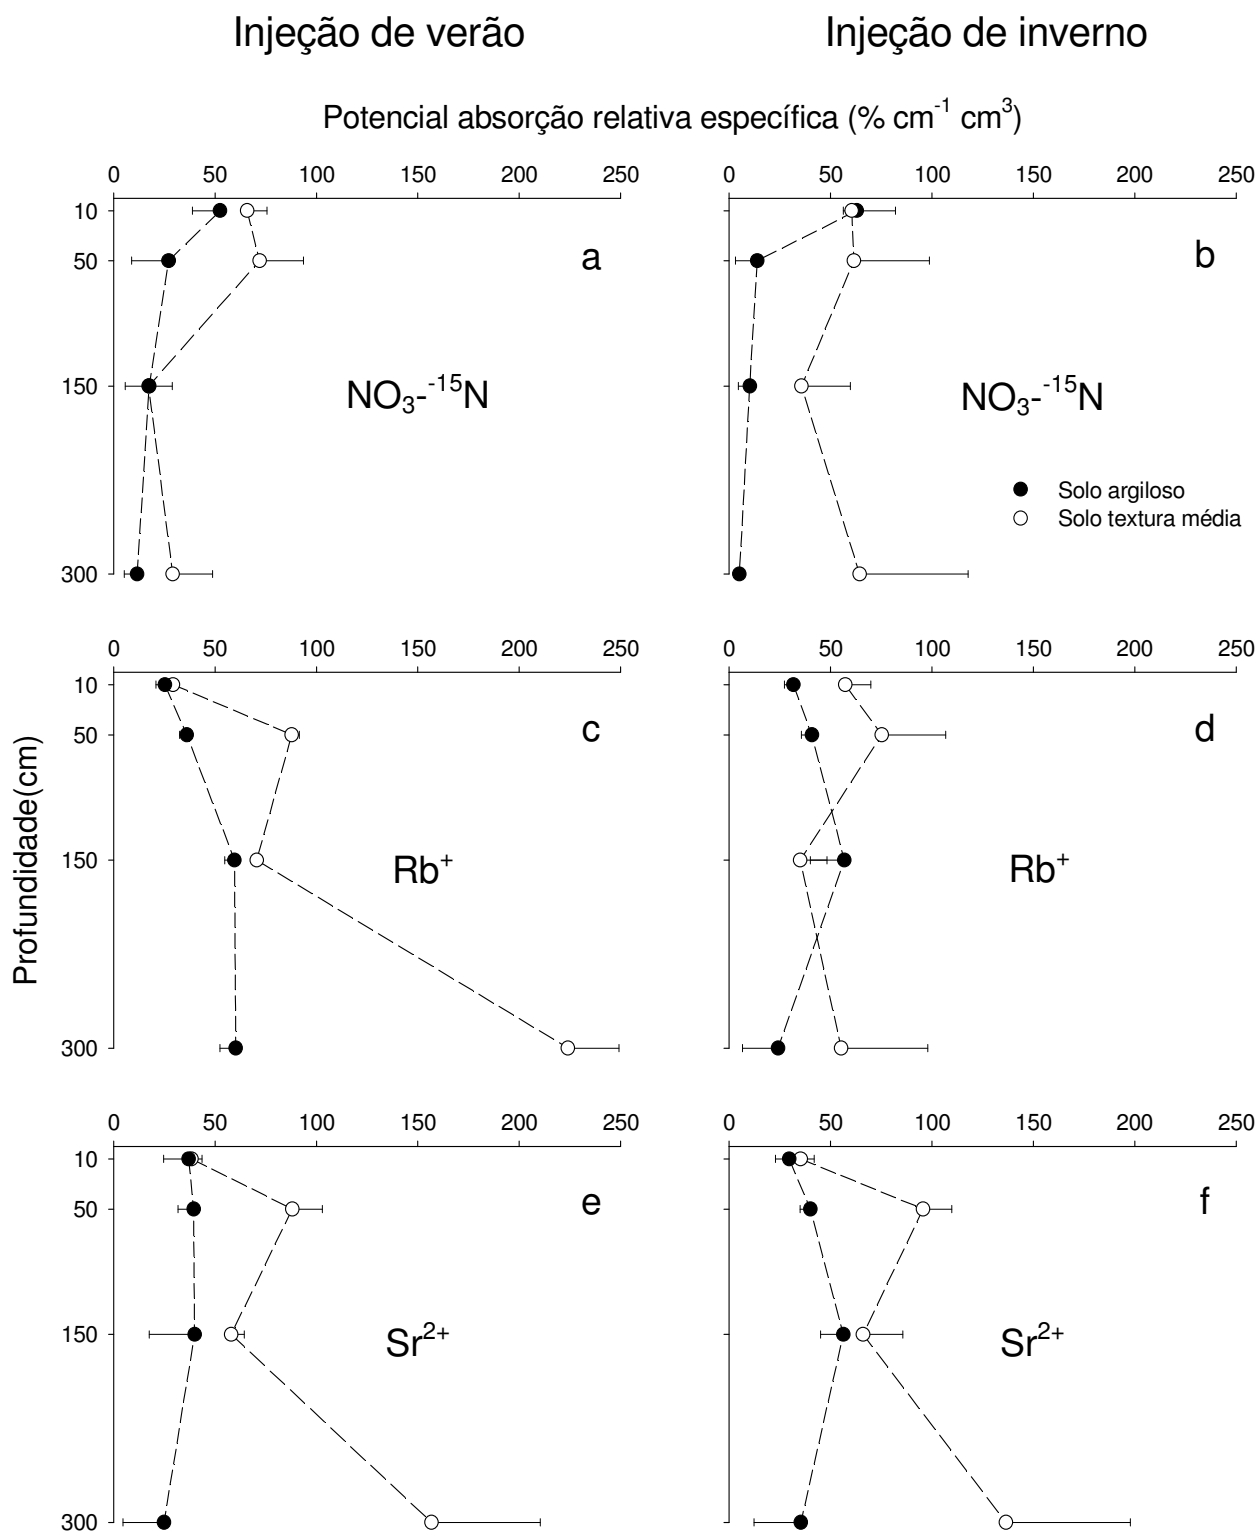 Injeção de verão Injeção de inverno
Potencial absorção relativa específica (% cm⁻¹ cm³)
0 50 100 150 200 250 0 50 100 150 200 250
10
50
a b
150
NO₃-⁻¹⁵N NO₃-⁻¹⁵N
Solo argiloso
Solo textura média
300
0 50 100 150 200 250 0 50 100 150 200 250
10
50
c d
Profundidade(cm)
150
Rb⁺ Rb⁺
300
0 50 100 150 200 250 0 50 100 150 200 250
10
50
e f
150
Sr²⁺ Sr²⁺
300